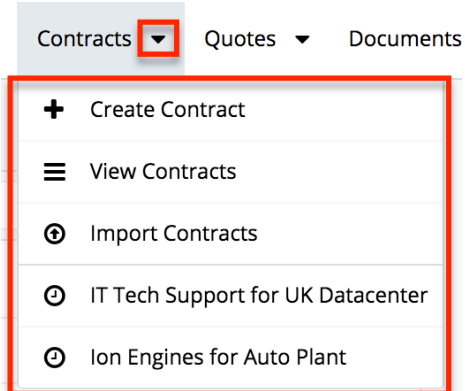 Contracts Quotes Documents
Create Contract
View Contracts
Import Contracts
IT Tech Support for UK Datacenter
Ion Engines for Auto Plant